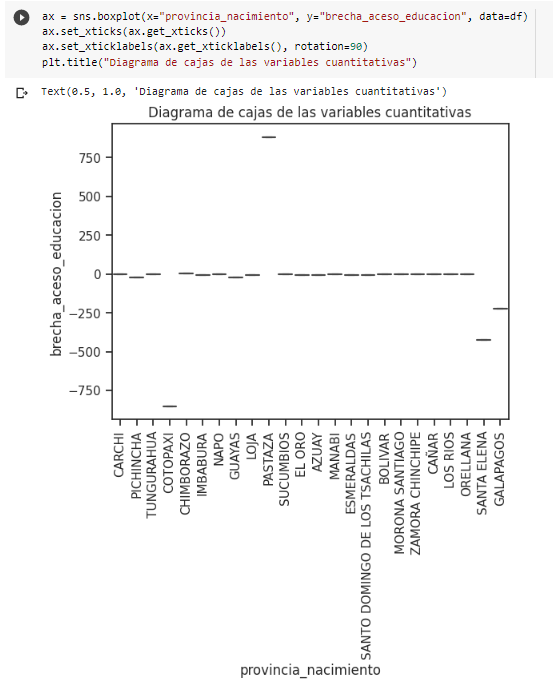 ax = sns.boxplot(x="provincia_nacimiento", y="brecha_aceso_educacion", data=df)
ax.set_xticks(ax.get_xticks())
ax.set_xticklabels(ax.get_xticklabels(), rotation=90)
plt.title("Diagrama de cajas de las variables cuantitativas")
Text(0.5, 1.0, 'Diagrama de cajas de las variables cuantitativas')
Diagrama de cajas de las variables cuantitativas
brecha_aceso_educacion
750
500
250
0
−250
−500
−750
CARCHI
PICHINCHA
TUNGURAHUA
COTOPAXI
CHIMBORAZO
IMBABURA
NAPO
GUAYAS
LOJA
PASTAZA
SUCUMBIOS
EL ORO
AZUAY
MANABI
ESMERALDAS
SANTO DOMINGO DE LOS TSACHILAS
BOLIVAR
MORONA SANTIAGO
ZAMORA CHINCHIPE
CAÑAR
LOS RIOS
ORELLANA
SANTA ELENA
GALAPAGOS
provincia_nacimiento